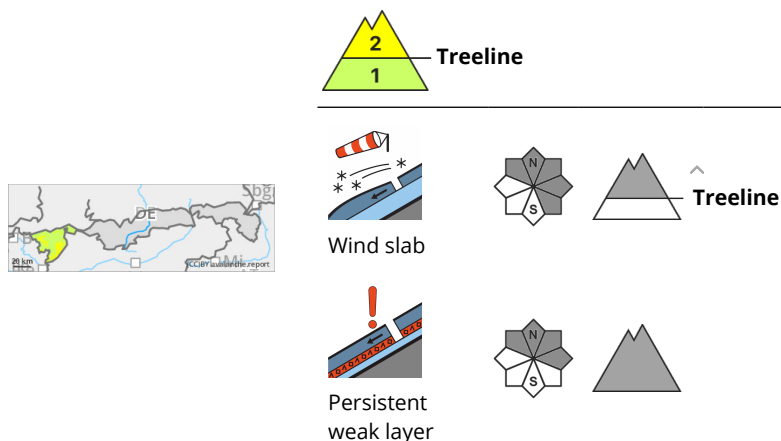 2
Treeline
1
N
S
Treeline
Wind slab
DE
Sbg
20 km
(CC)BY avalanche.report
N
S
Persistent
weak layer